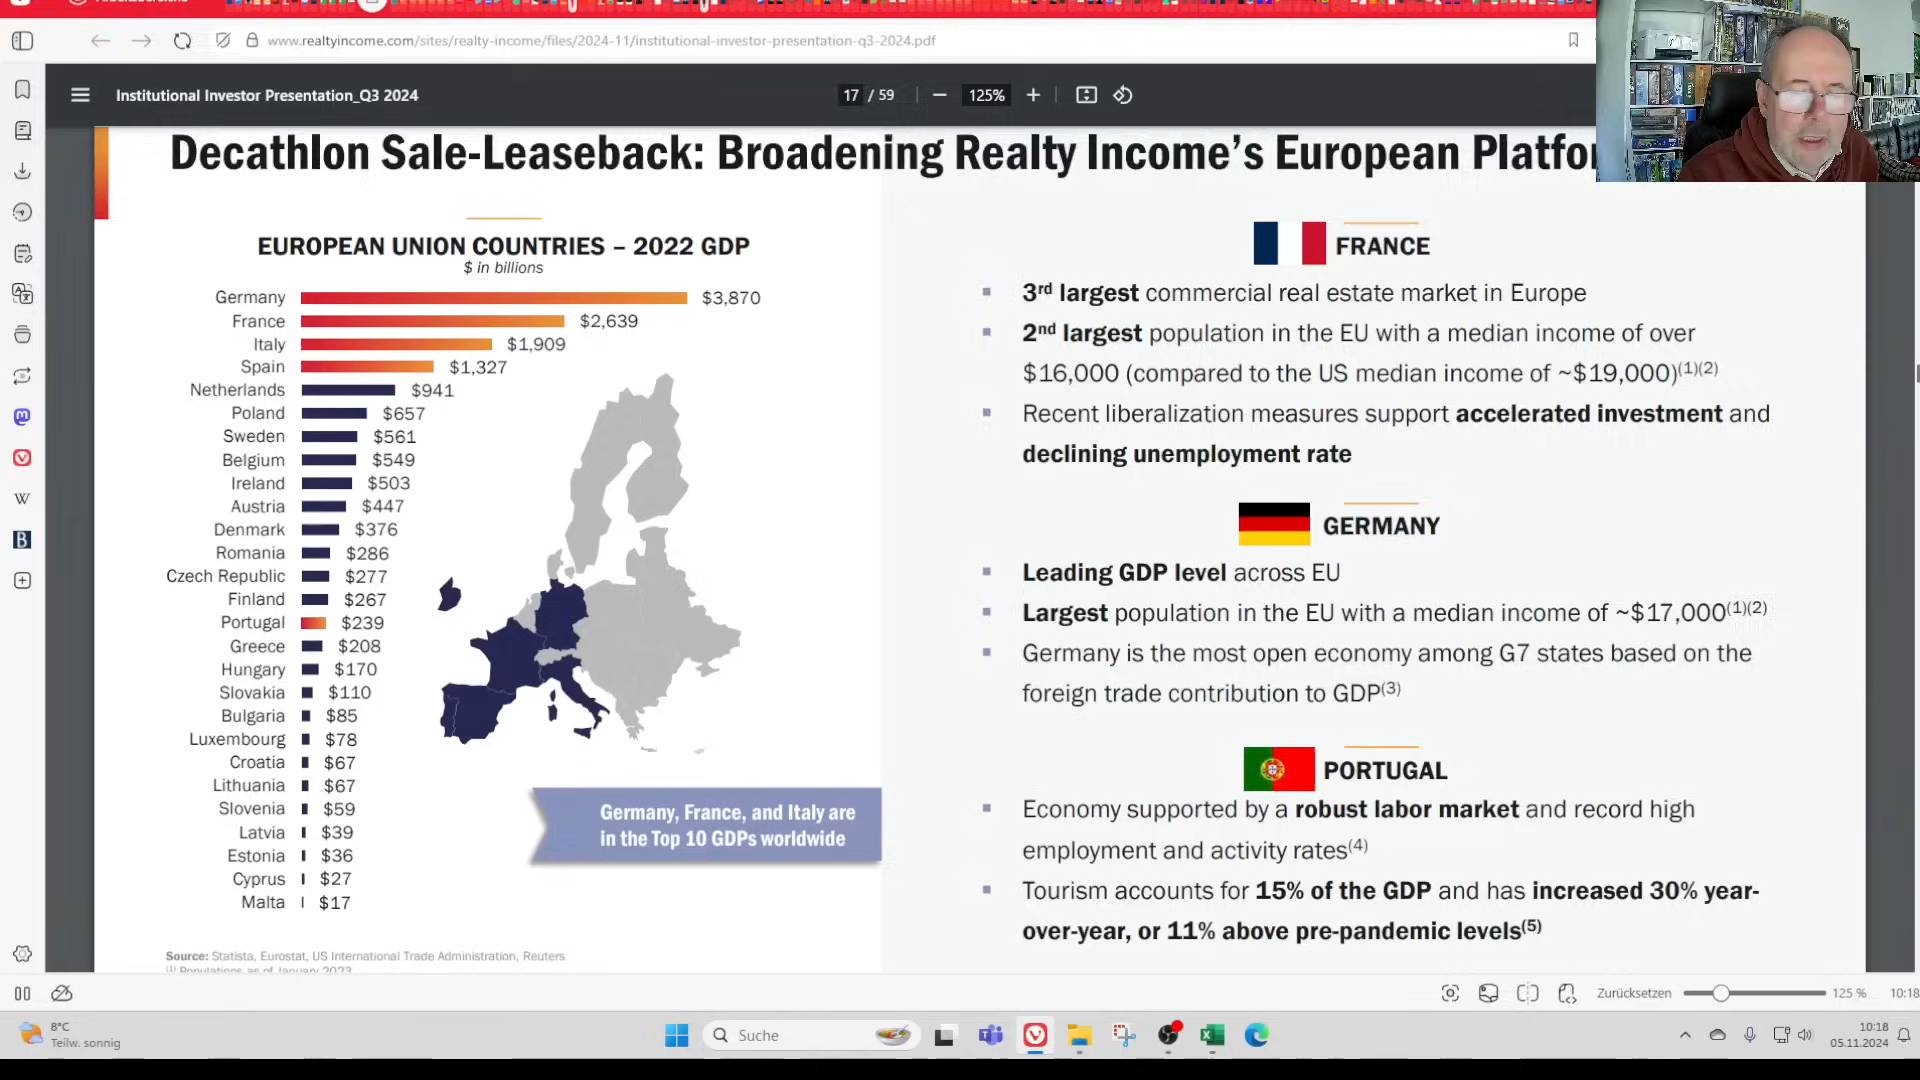 www.realtyincome.com/sites/realty-income/files/2024-11/institutional-investor-presentation-q3-2024.pdf
Institutional Investor Presentation_Q3 2024
17 / 59
125%
Decathlon Sale-Leaseback: Broadening Realty Income's European Platfor
EUROPEAN UNION COUNTRIES – 2022 GDP
$ in billions
Germany $3,870
France $2,639
Italy $1,909
Spain $1,327
Netherlands $941
Poland $657
Sweden $561
Belgium $549
Ireland $503
Austria $447
Denmark $376
Romania $286
Czech Republic $277
Finland $267
Portugal $239
Greece $208
Hungary $170
Slovakia $110
Bulgaria $85
Luxembourg $78
Croatia $67
Lithuania $67
Slovenia $59
Latvia $39
Estonia $36
Cyprus $27
Malta $17
Germany, France, and Italy are
in the Top 10 GDPs worldwide
Source: Statista, Eurostat, US International Trade Administration, Reuters
(1) Populations as of January 2023
FRANCE
3rd largest commercial real estate market in Europe
2nd largest population in the EU with a median income of over
$16,000 (compared to the US median income of ~$19,000)(1)(2)
Recent liberalization measures support accelerated investment and
declining unemployment rate
GERMANY
Leading GDP level across EU
Largest population in the EU with a median income of ~$17,000(1)(2)
Germany is the most open economy among G7 states based on the
foreign trade contribution to GDP(3)
PORTUGAL
Economy supported by a robust labor market and record high
employment and activity rates(4)
Tourism accounts for 15% of the GDP and has increased 30% year-
over-year, or 11% above pre-pandemic levels(5)
Zurücksetzen
125 %
10:18
8°C
Teilw. sonnig
Suche
10:18
05.11.2024